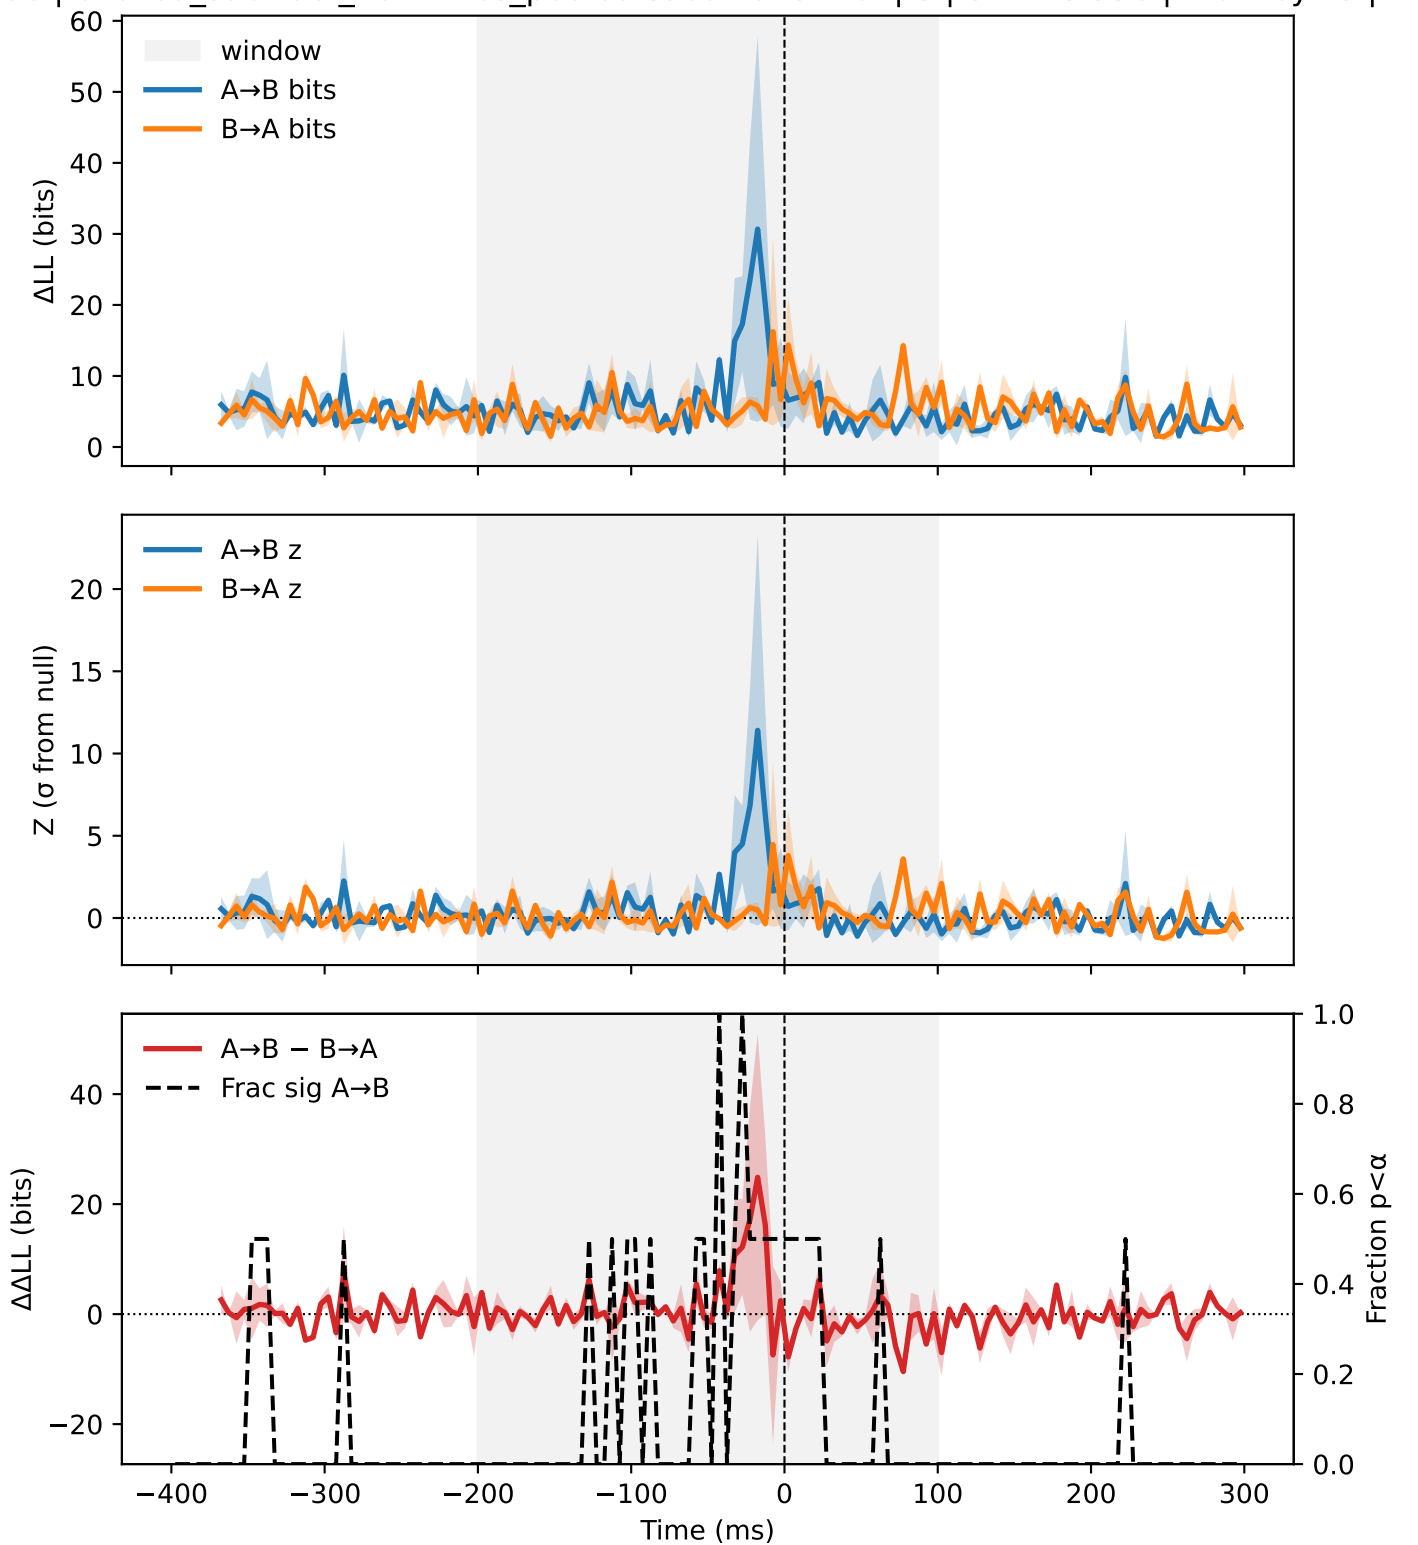 60
50
40
30
20
10
0
ΔLL (bits)
window
A→B bits
B→A bits
20
15
10
5
0
Z (σ from null)
A→B z
B→A z
40
20
0
−20
ΔΔLL (bits)
A→B − B→A
Frac sig A→B
1.0
0.8
0.6
0.4
0.2
0.0
Fraction p<α
−400 −300 −200 −100 0 100 200 300
Time (ms)